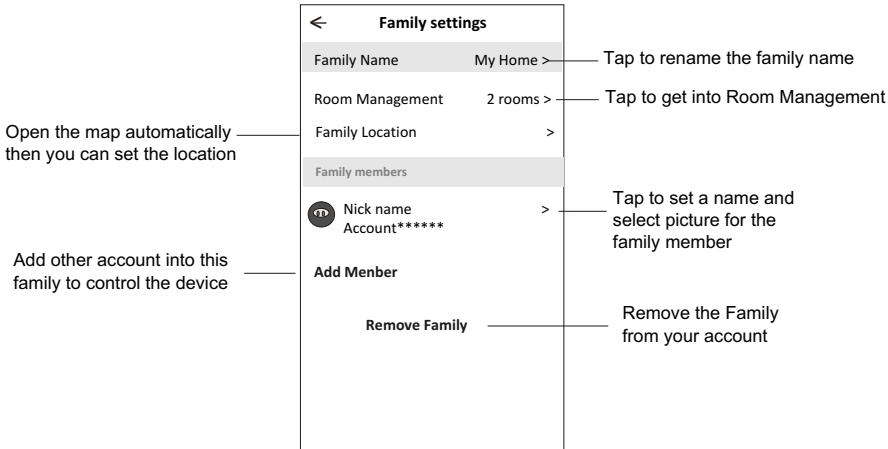 ← Family settings
Family Name My Home >
Tap to rename the family name
Room Management 2 rooms >
Tap to get into Room Management
Open the map automatically
then you can set the location
Family Location >
Family members
Nick name >
Account******
Tap to set a name and
select picture for the
family member
Add other account into this
family to control the device
Add Menber
Remove Family
Remove the Family
from your account